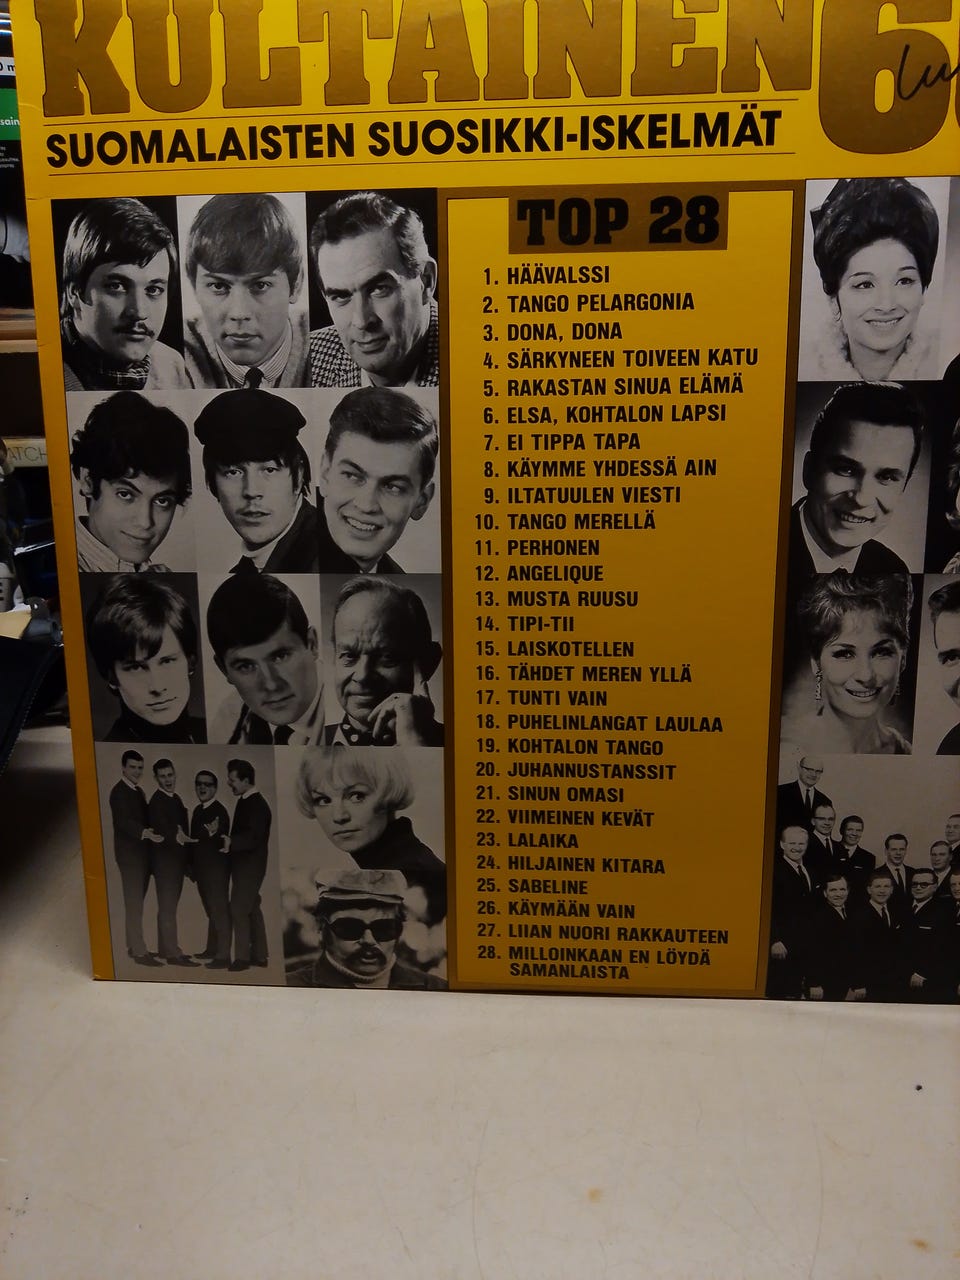 KULTAINEN 6
lu
SUOMALAISTEN SUOSIKKI-ISKELMÄT
TOP 28
1. HÄÄVALSSI
2. TANGO PELARGONIA
3. DONA, DONA
4. SÄRKYNEEN TOIVEEN KATU
5. RAKASTAN SINUA ELÄMÄ
6. ELSA, KOHTALON LAPSI
7. EI TIPPA TAPA
8. KÄYMME YHDESSÄ AIN
9. ILTATUULEN VIESTI
10. TANGO MERELLÄ
11. PERHONEN
12. ANGELIQUE
13. MUSTA RUUSU
14. TIPI-TII
15. LAISKOTELLEN
16. TÄHDET MEREN YLLÄ
17. TUNTI VAIN
18. PUHELINLANGAT LAULAA
19. KOHTALON TANGO
20. JUHANNUSTANSSIT
21. SINUN OMASI
22. VIIMEINEN KEVÄT
23. LALAIKA
24. HILJAINEN KITARA
25. SABELINE
26. KÄYMÄÄN VAIN
27. LIIAN NUORI RAKKAUTEEN
28. MILLOINKAAN EN LÖYDÄ
SAMANLAISTA